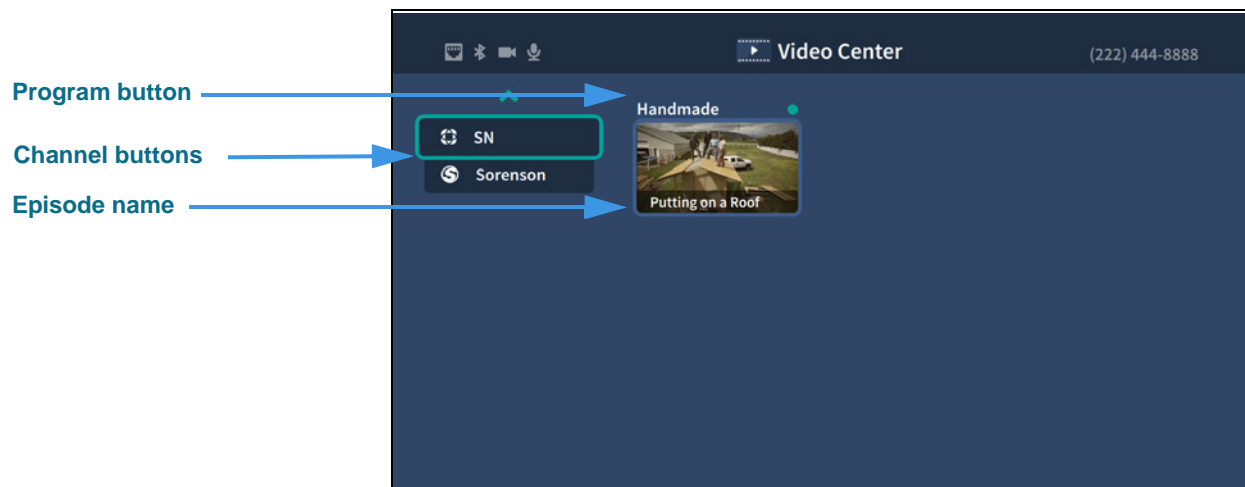 Video Center
(222) 444-8888
Program button
Handmade
SN
Channel buttons
Sorenson
Episode name
Putting on a Roof